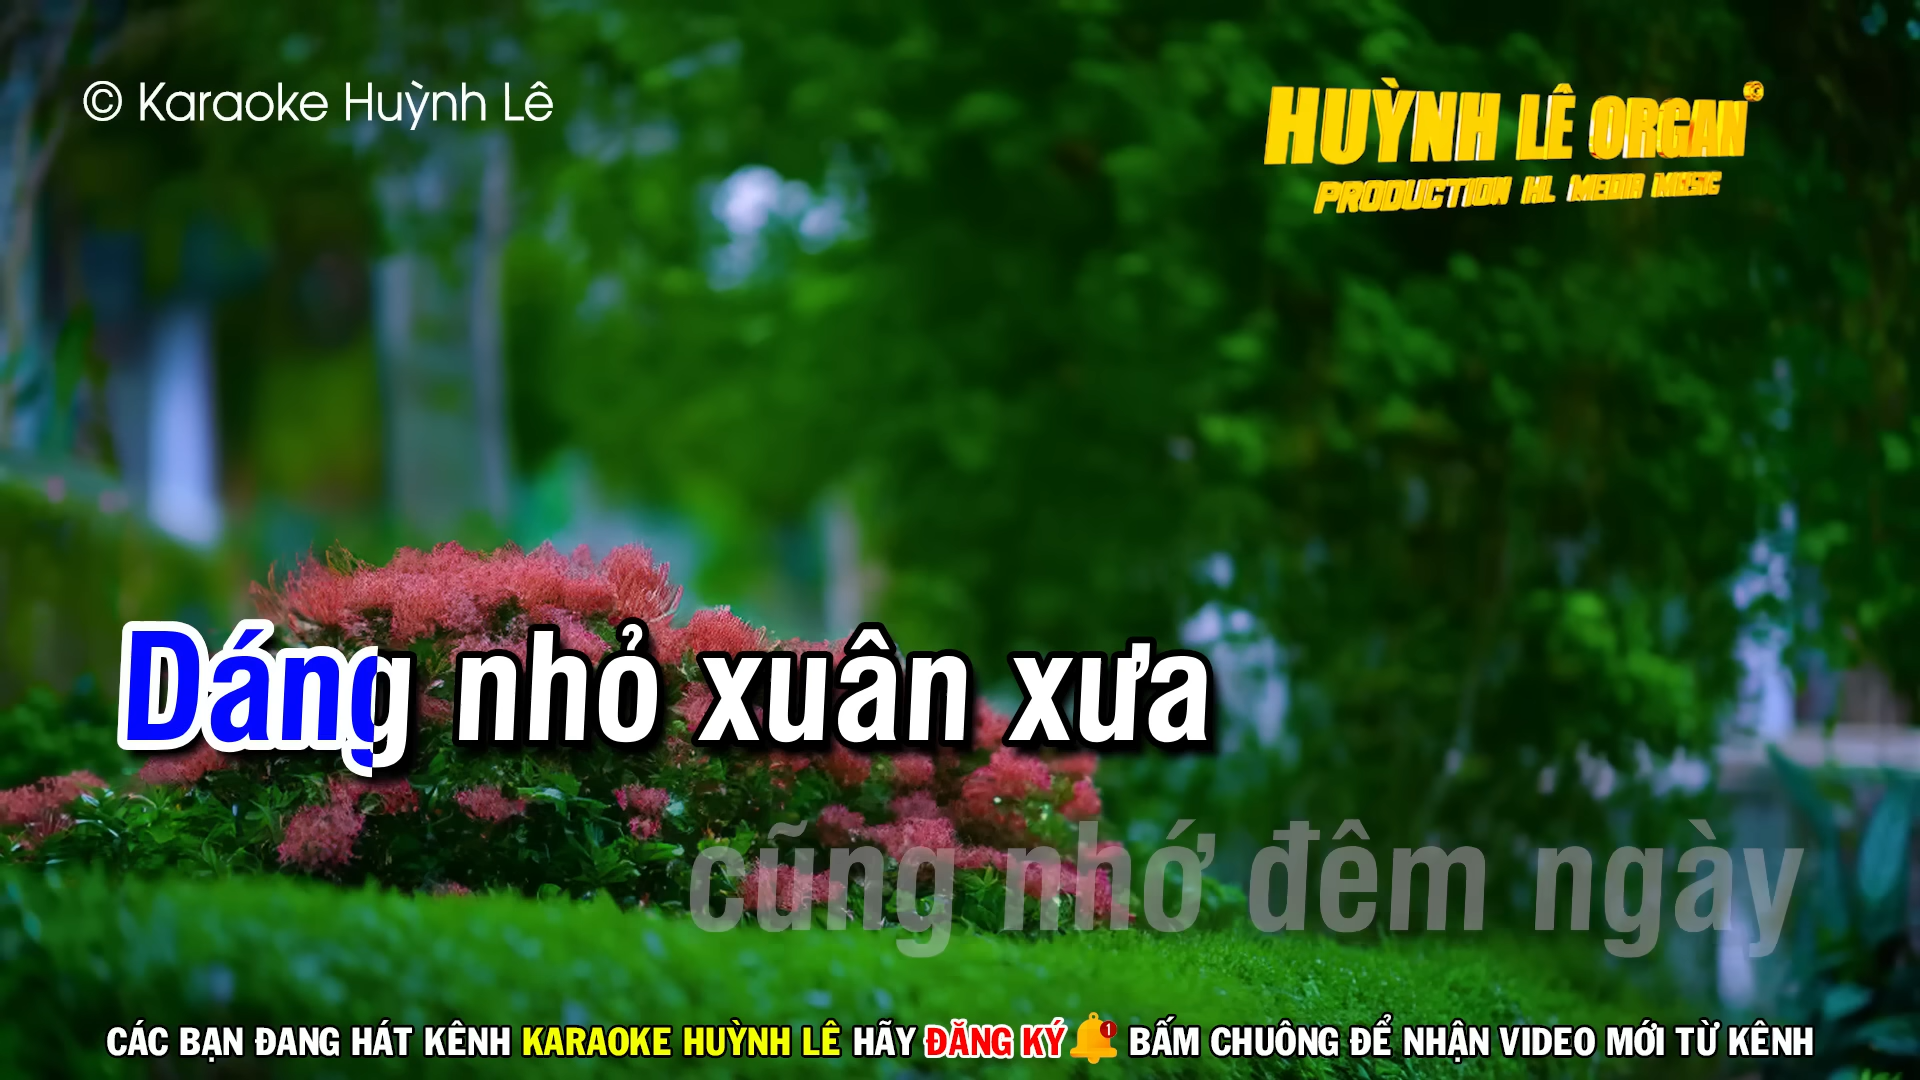 © Karaoke Huỳnh Lê
HUỲNH LÊ ORGAN
PRODUCTION HL MEDIA MUSIC
Dáng nhỏ xuân xưa
cũng nhớ đêm ngày
CÁC BẠN ĐANG HÁT KÊNH KARAOKE HUỲNH LÊ HÃY ĐĂNG KÝ 1 BẤM CHUÔNG ĐỂ NHẬN VIDEO MỚI TỪ KÊNH